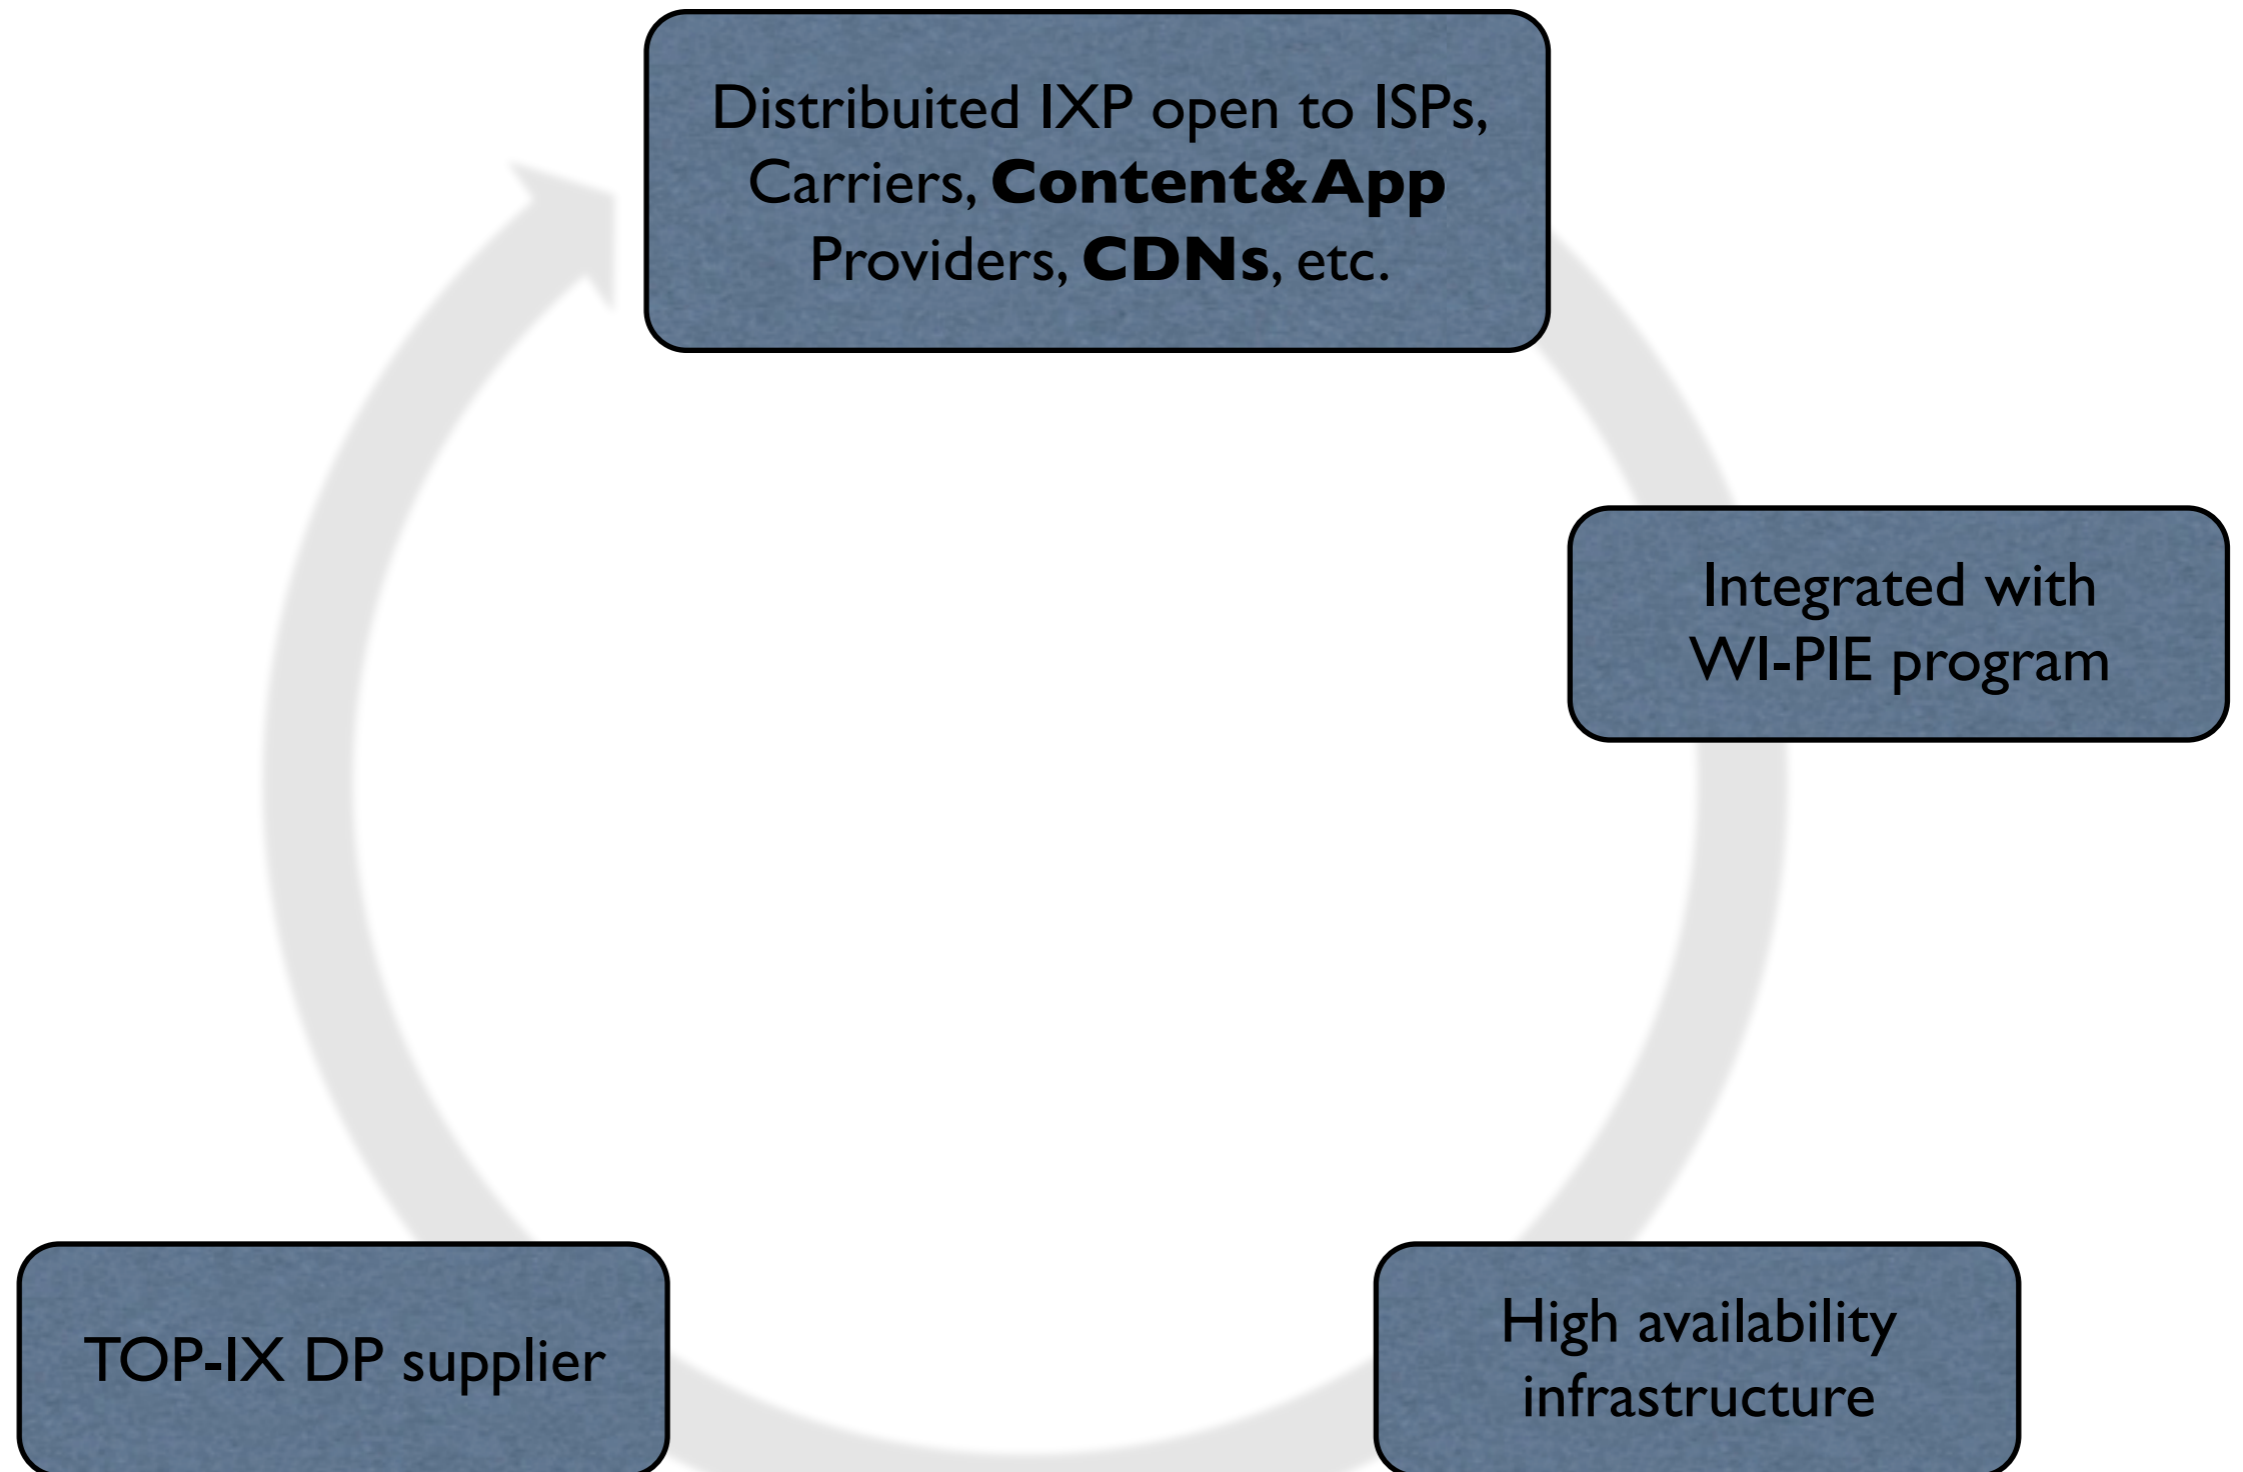 Distribuited IXP open to ISPs,
Carriers, Content&App
Providers, CDNs, etc.
Integrated with
WI-PIE program
High availability
infrastructure
TOP-IX DP supplier